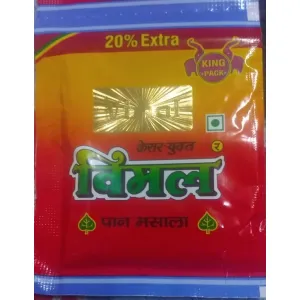 20% Extra
KING
PACK
केसर युक्त
विमल
पान मसाला